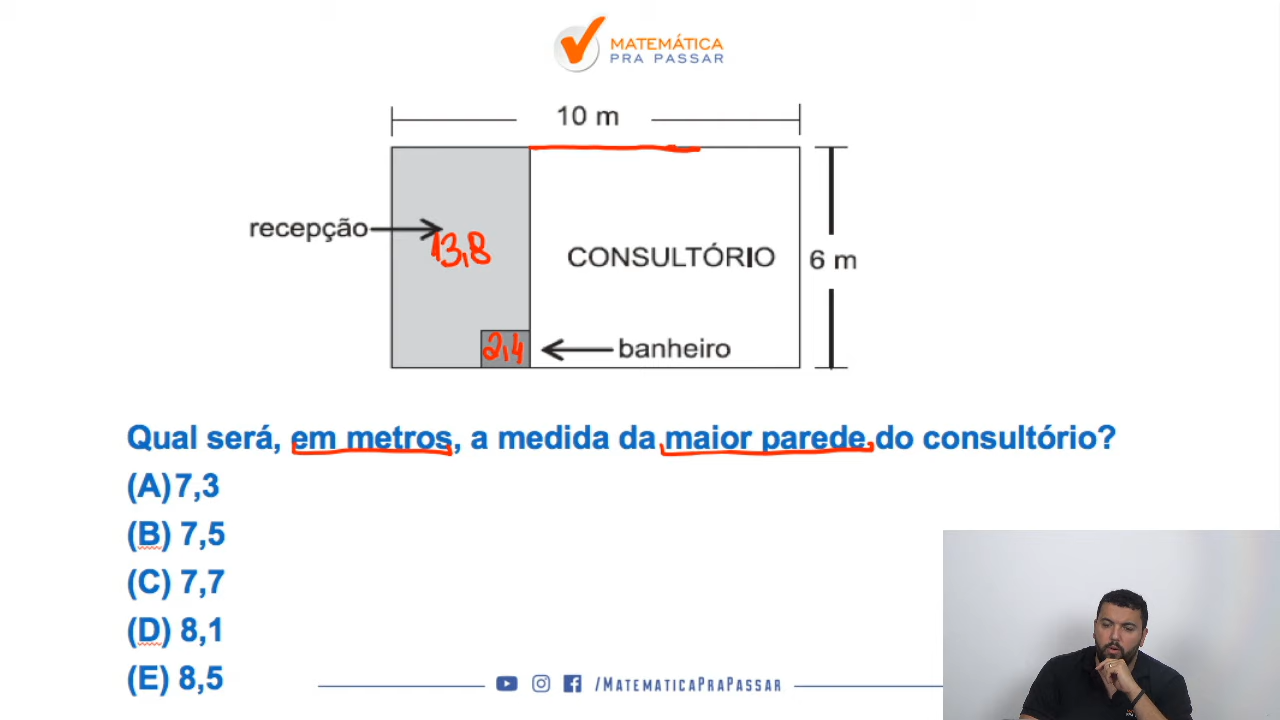 MATEMÁTICA
PRA PASSAR
10 m
recepção
13,8
CONSULTÓRIO
6 m
2,4
banheiro
Qual será, em metros, a medida da maior parede do consultório?
(A) 7,3
(B) 7,5
(C) 7,7
(D) 8,1
(E) 8,5
/MATEMATICAPRAPASSAR